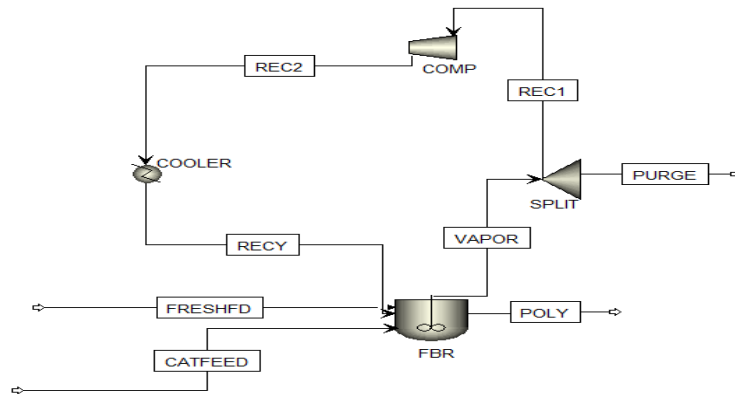 REC2
COMP
REC1
COOLER
PURGE
SPLIT
RECY
VAPOR
FRESHFD
POLY
FBR
CATFEED